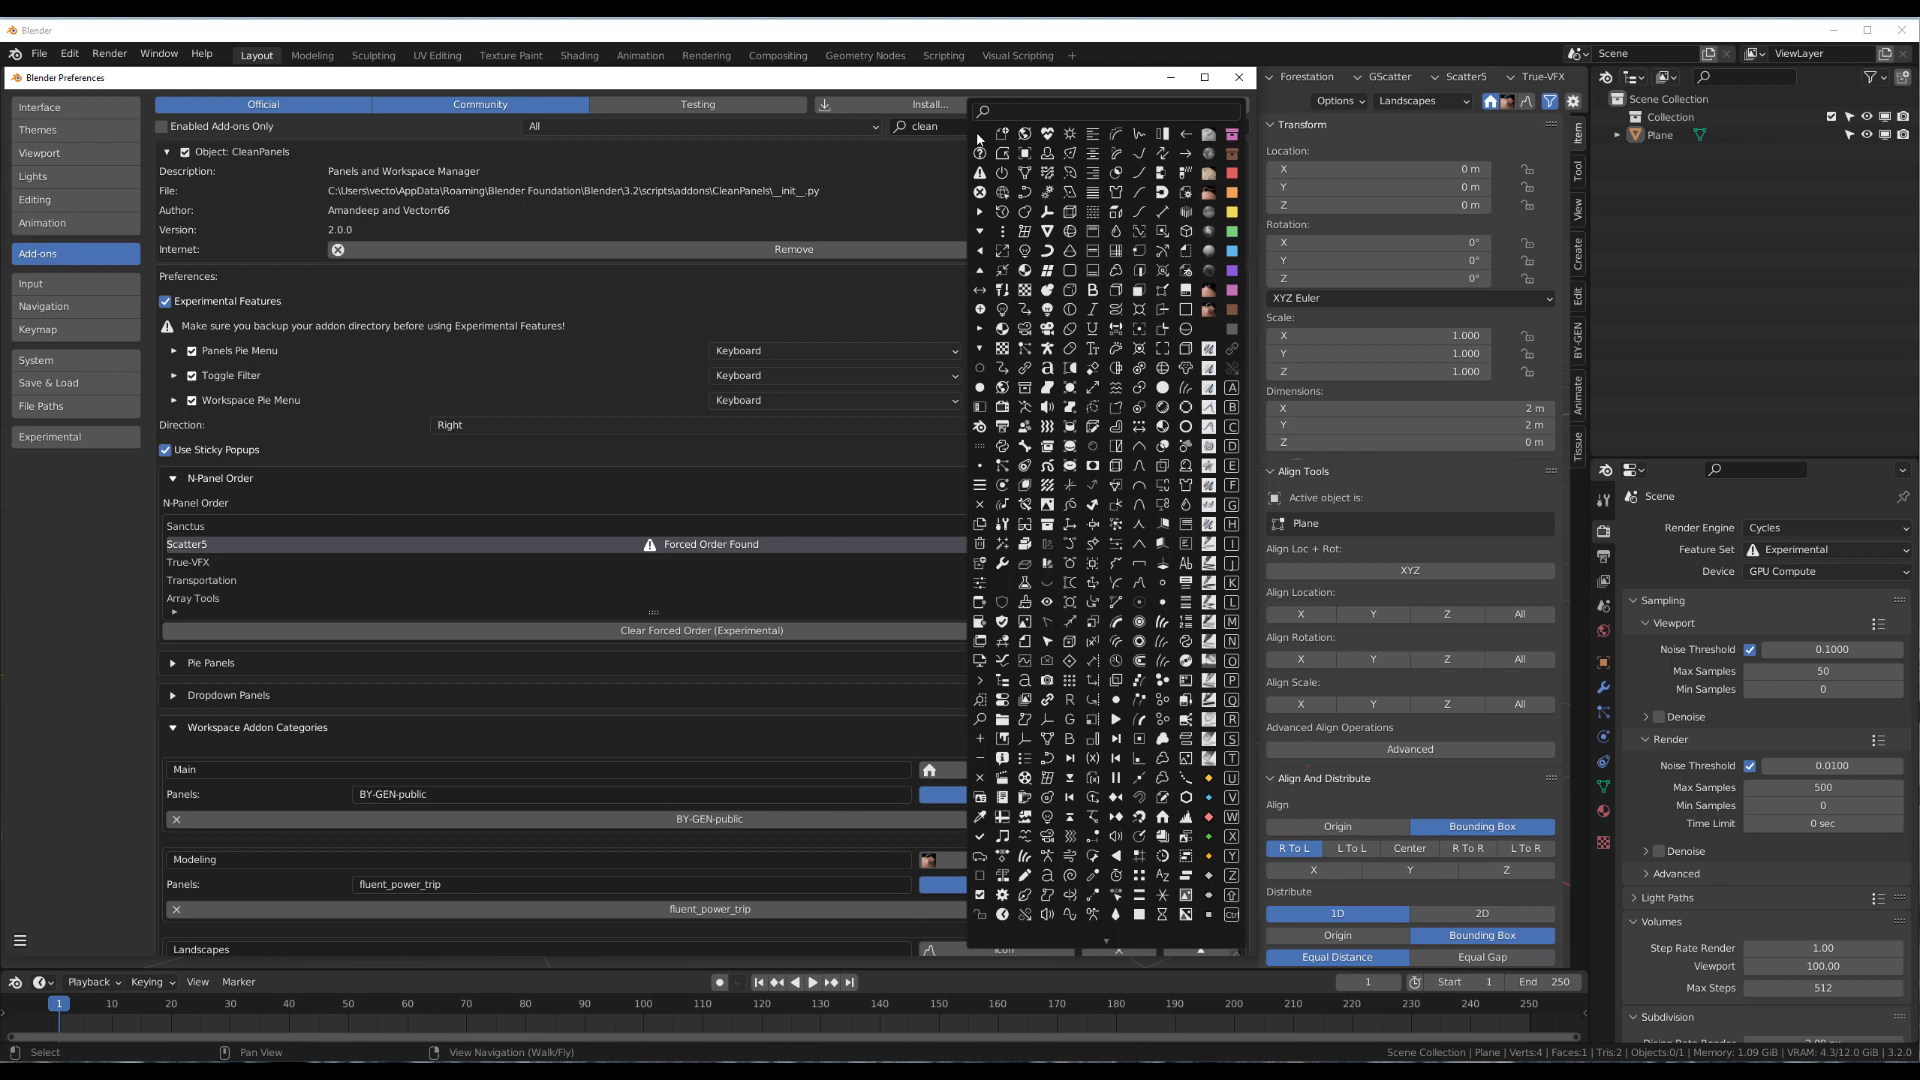 Blender
File Edit Render Window Help Layout Modeling Sculpting UV Editing Texture Paint Shading Animation Rendering Compositing Geometry Nodes Scripting Visual Scripting + Scene ViewLayer
Blender Preferences
Forestation GScatter Scatter5 True-VFX
Options Landscapes
Interface
Themes
Viewport
Lights
Editing
Animation
Add-ons
Input
Navigation
Keymap
System
Save & Load
File Paths
Experimental
Official Community Testing Install...
Enabled Add-ons Only All clean
Object: CleanPanels
Description: Panels and Workspace Manager
File: C:\Users\vecto\AppData\Roaming\Blender Foundation\Blender\3.2\scripts\addons\CleanPanels\__init__.py
Author: Amandeep and Vectorr66
Version: 2.0.0
Internet: Remove
Preferences:
Experimental Features
Make sure you backup your addon directory before using Experimental Features!
Panels Pie Menu Keyboard
Toggle Filter Keyboard
Workspace Pie Menu Keyboard
Direction: Right
Use Sticky Popups
N-Panel Order
N-Panel Order
Sanctus
Scatter5 Forced Order Found
True-VFX
Transportation
Array Tools
Clear Forced Order (Experimental)
Pie Panels
Dropdown Panels
Workspace Addon Categories
Main
Panels: BY-GEN-public
BY-GEN-public
Modeling
Panels: fluent_power_trip
fluent_power_trip
Landscapes Icon
A
B
C
D
E
F
G
H
I
J
K
L
M
N
O
P
Q
R
S
T
U
V
W
X
Y
Z
Ctrl
Transform
Location:
X 0 m
Y 0 m
Z 0 m
Rotation:
X 0°
Y 0°
Z 0°
XYZ Euler
Scale:
X 1.000
Y 1.000
Z 1.000
Dimensions:
X 2 m
Y 2 m
Z 0 m
Align Tools
Active object is:
Plane
Align Loc + Rot:
XYZ
Align Location:
X Y Z All
Align Rotation:
X Y Z All
Align Scale:
X Y Z All
Advanced Align Operations
Advanced
Align And Distribute
Align
Origin Bounding Box
R To L L To L Center R To R L To R
X Y Z
Distribute
1D 2D
Origin Bounding Box
Equal Distance Equal Gap
Item
Tool
View
Create
Edit
BY-GEN
Animate
Tissue
Scene Collection
Collection
Plane
Scene
Render Engine Cycles
Feature Set Experimental
Device GPU Compute
Sampling
Viewport
Noise Threshold 0.1000
Max Samples 50
Min Samples 0
Denoise
Render
Noise Threshold 0.0100
Max Samples 500
Min Samples 0
Time Limit 0 sec
Denoise
Advanced
Light Paths
Volumes
Step Rate Render 1.00
Viewport 100.00
Max Steps 512
Subdivision
Playback Keying View Marker 1 Start 1 End 250
1 10 20 30 40 50 60 70 80 90 100 110 120 130 140 150 160 170 180 190 200 210 220 230 240 250
Select Pan View View Navigation (Walk/Fly) Scene Collection | Plane | Verts:4 | Faces:1 | Tris:2 | Objects:0/1 | Memory: 1.09 GiB | VRAM: 4.3/12.0 GiB | 3.2.0